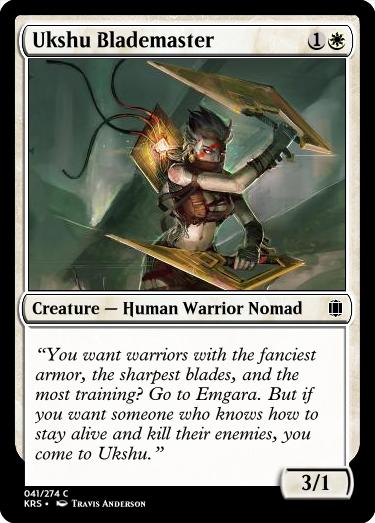 Ukshu Blademaster 1
Creature — Human Warrior Nomad
“You want warriors with the fanciest
armor, the sharpest blades, and the
most training? Go to Emgara. But if
you want someone who knows how to
stay alive and kill their enemies, you
come to Ukshu.”
3/1
041/274 C
KRS • Travis Anderson